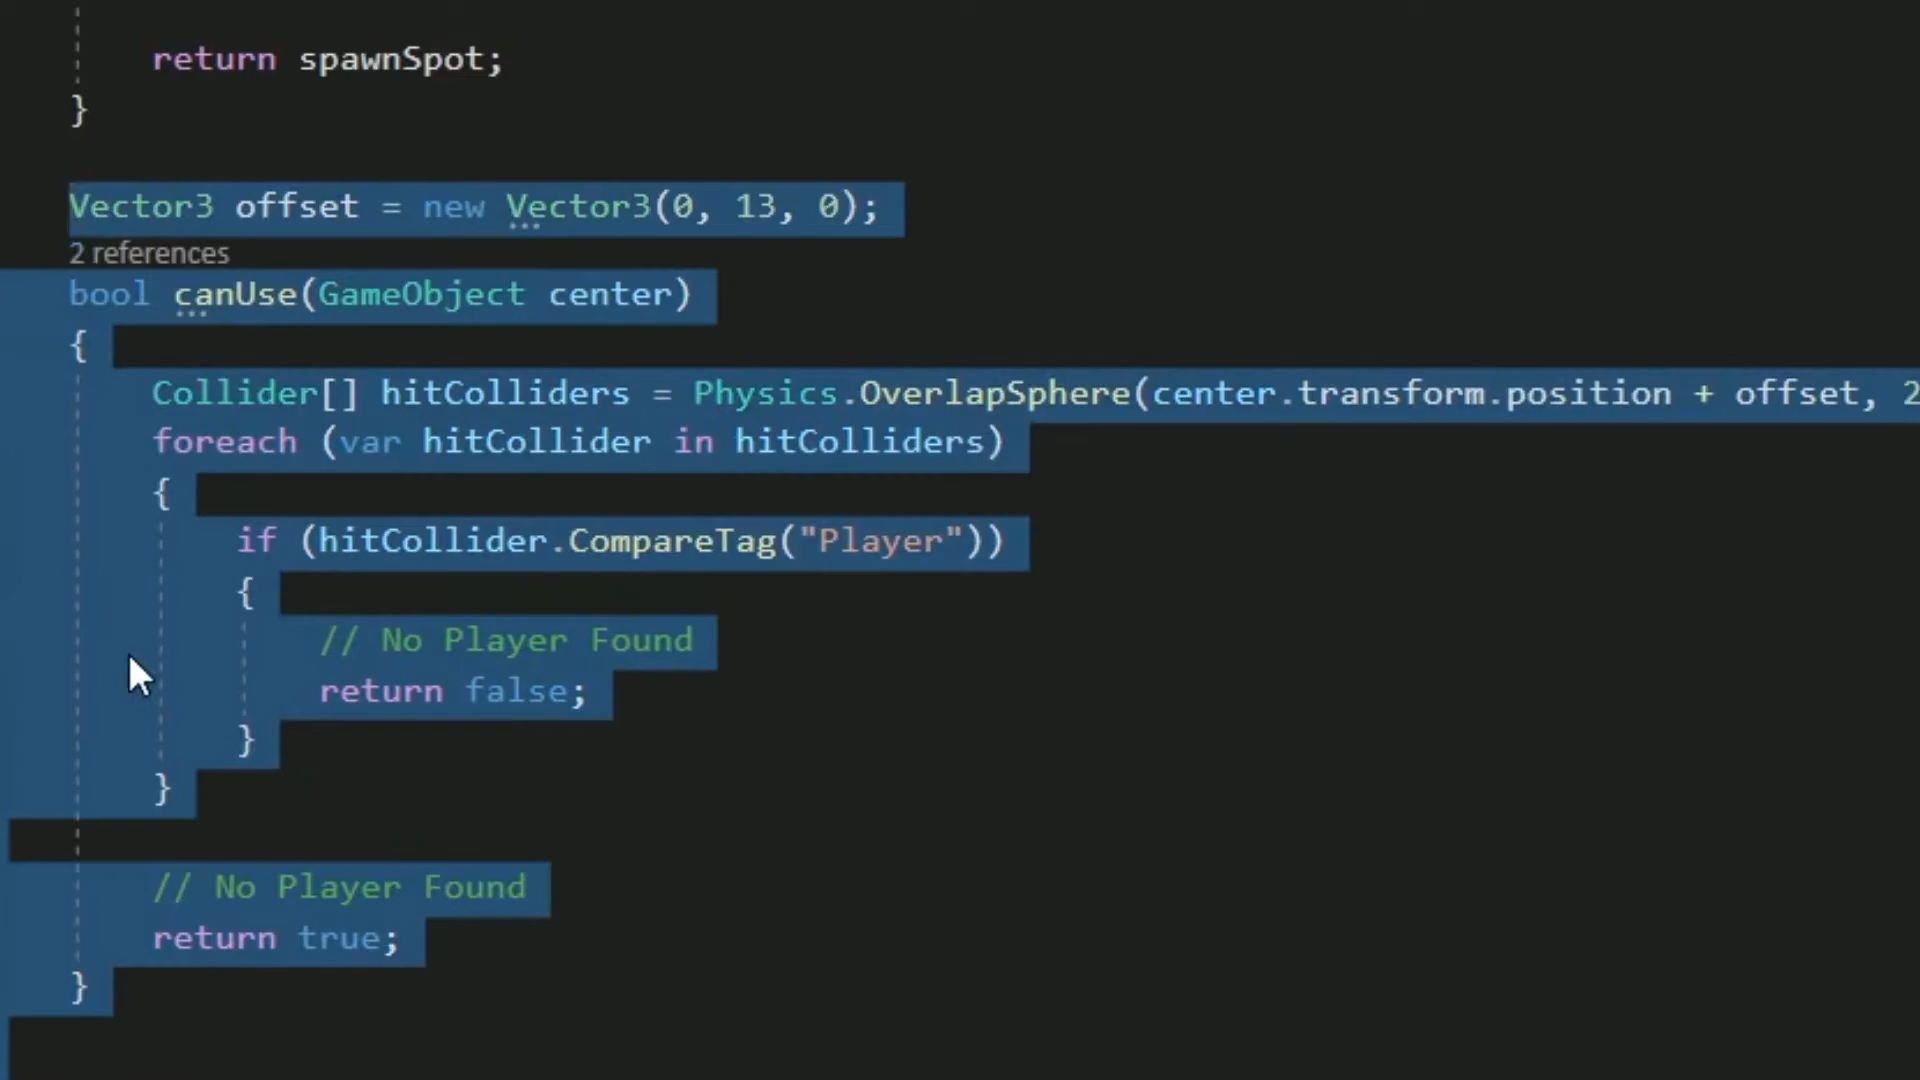 return spawnSpot;
}
Vector3 offset = new Vector3(0, 13, 0);
2 references
bool canUse(GameObject center)
{
Collider[] hitColliders = Physics.OverlapSphere(center.transform.position + offset, 2
foreach (var hitCollider in hitColliders)
{
if (hitCollider.CompareTag("Player"))
{
// No Player Found
return false;
}
}
// No Player Found
return true;
}